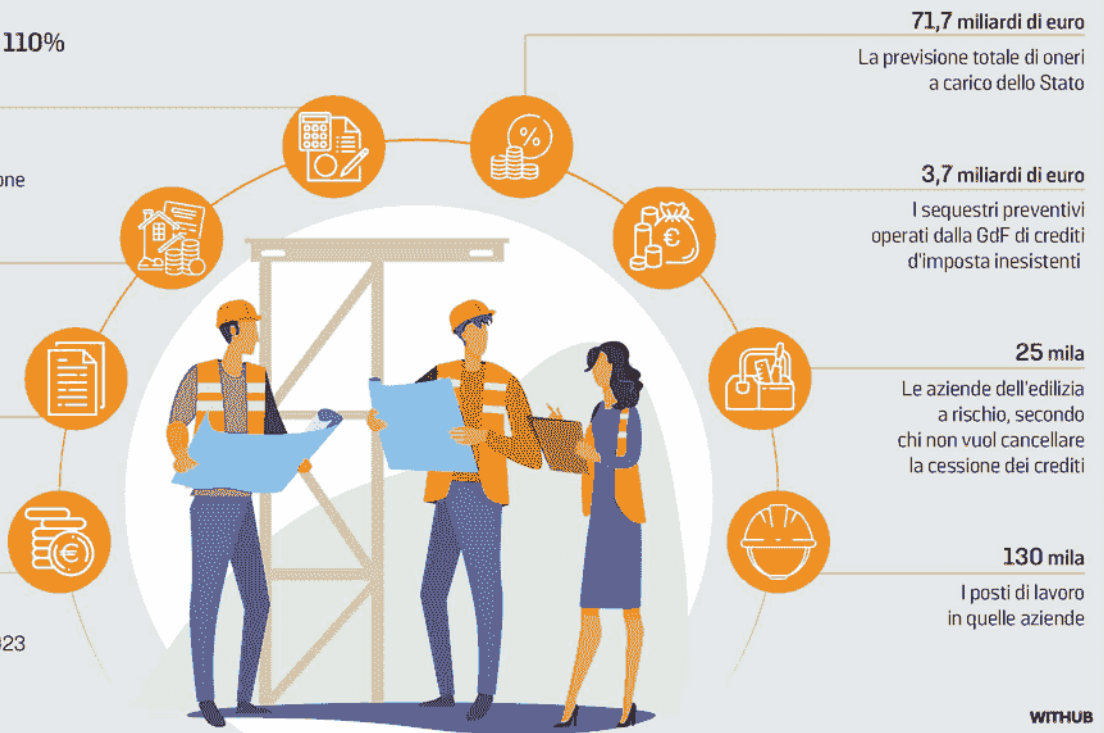 110%
71,7 miliardi di euro
La previsione totale di oneri
a carico dello Stato
3,7 miliardi di euro
I sequestri preventivi
operati dalla GdF di crediti
d'imposta inesistenti
25 mila
Le aziende dell'edilizia
a rischio, secondo
chi non vuol cancellare
la cessione dei crediti
130 mila
I posti di lavoro
in quelle aziende
WITHUB